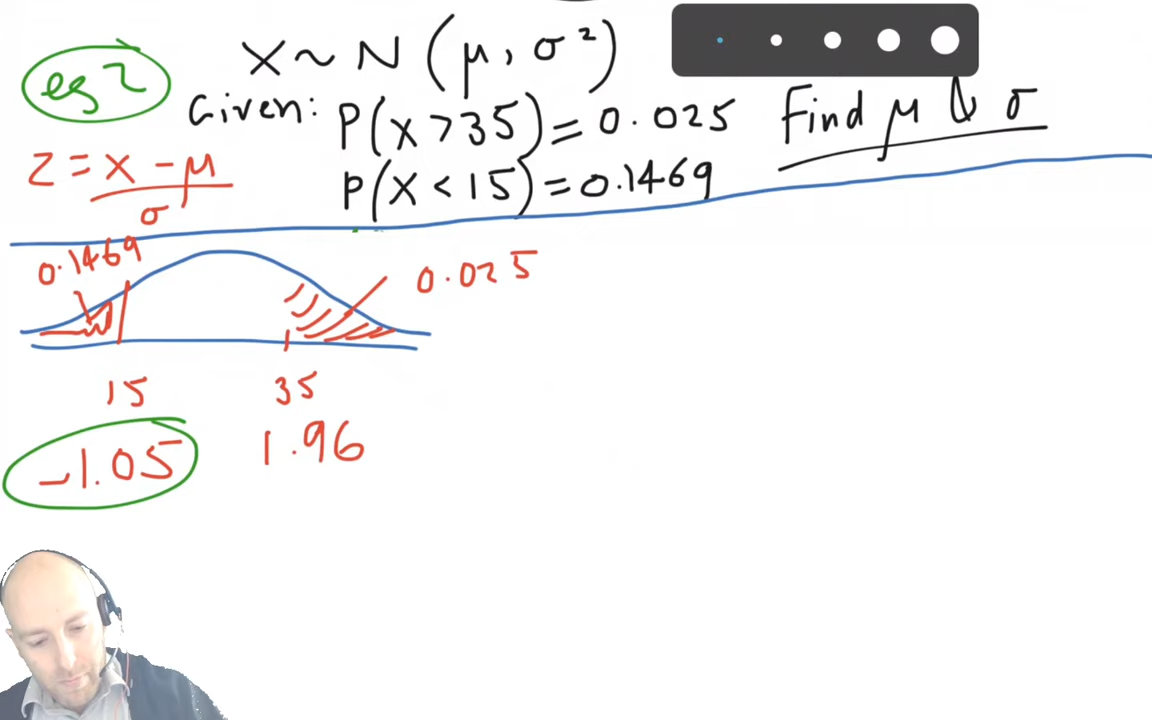 eg 2
X ~ N (μ, σ²)
Given: P(X > 35) = 0.025
Find μ & σ
P(X < 15) = 0.1469
Z = X - μ
σ
0.1469
0.025
15
35
-1.05
1.96